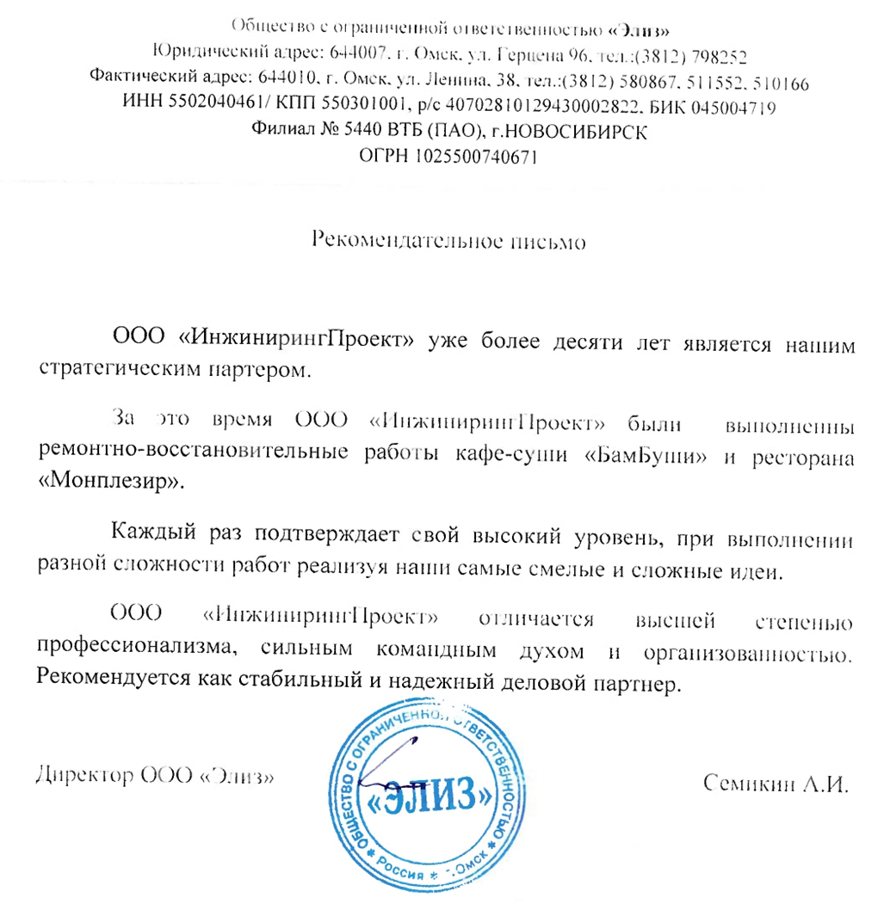 Общество с ограниченной ответственностью «Элиз»
Юридический адрес: 644007, г. Омск, ул. Герцена 96, тел.:(3812) 798252
Фактический адрес: 644010, г. Омск, ул. Ленина, 38, тел.:(3812) 580867, 511552, 510166
ИНН 5502040461/ КПП 550301001, р/с 40702810129430002822, БИК 045004719
Филиал № 5440 ВТБ (ПАО), г.НОВОСИБИРСК
ОГРН 1025500740671
Рекомендательное письмо
ООО «ИнжинирингПроект» уже более десяти лет является нашим
стратегическим партером.
За это время ООО «ИнжинирингПроект» были выполнены
ремонтно-восстановительные работы кафе-суши «БамБуши» и ресторана
«Монплезир».
Каждый раз подтверждает свой высокий уровень, при выполнении
разной сложности работ реализуя наши самые смелые и сложные идеи.
ООО «ИнжинирингПроект» отличается высшей степенью
профессионализма, сильным командным духом и организованностью.
Рекомендуется как стабильный и надежный деловой партнер.
Директор ООО «Элиз»
ОБЩЕСТВО С ОГРАНИЧЕННОЙ ОТВЕТСТВЕННОСТЬЮ
«ЭЛИЗ»
Россия * г.Омск
Семикин А.И.